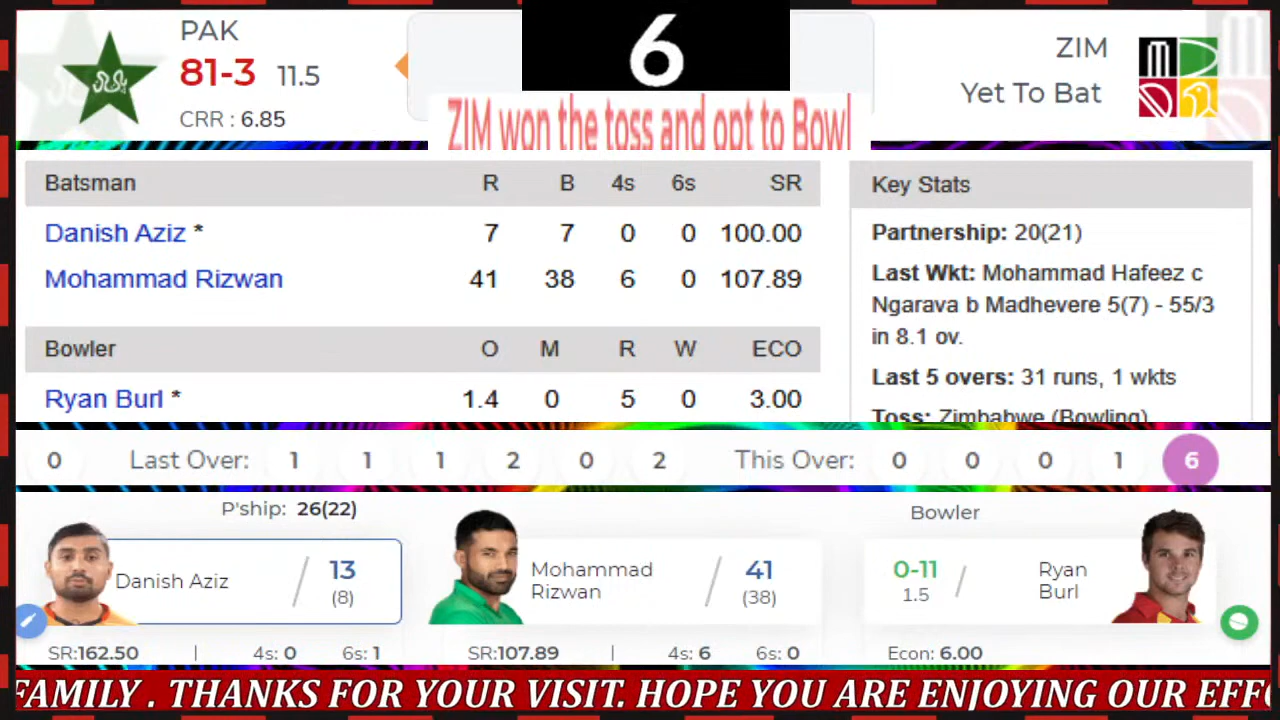 PAK
81-3 11.5
CRR : 6.85
6
ZIM won the toss and opt to Bowl
ZIM
Yet To Bat
Batsman R B 4s 6s SR
Danish Aziz * 7 7 0 0 100.00
Mohammad Rizwan 41 38 6 0 107.89
Bowler O M R W ECO
Ryan Burl * 1.4 0 5 0 3.00
Key Stats
Partnership: 20(21)
Last Wkt: Mohammad Hafeez c
Ngarava b Madhevere 5(7) - 55/3
in 8.1 ov.
Last 5 overs: 31 runs, 1 wkts
Toss: Zimbabwe (Bowling)
0 Last Over: 1 1 1 2 0 2 This Over: 0 0 0 1 6
P'ship: 26(22)
Danish Aziz / 13
(8)
SR:162.50 | 4s: 0 6s: 1
Mohammad
Rizwan / 41
(38)
SR:107.89 | 4s: 6 6s: 0
Bowler
0-11
1.5 / Ryan
Burl
Econ: 6.00
FAMILY . THANKS FOR YOUR VISIT. HOPE YOU ARE ENJOYING OUR EFFO